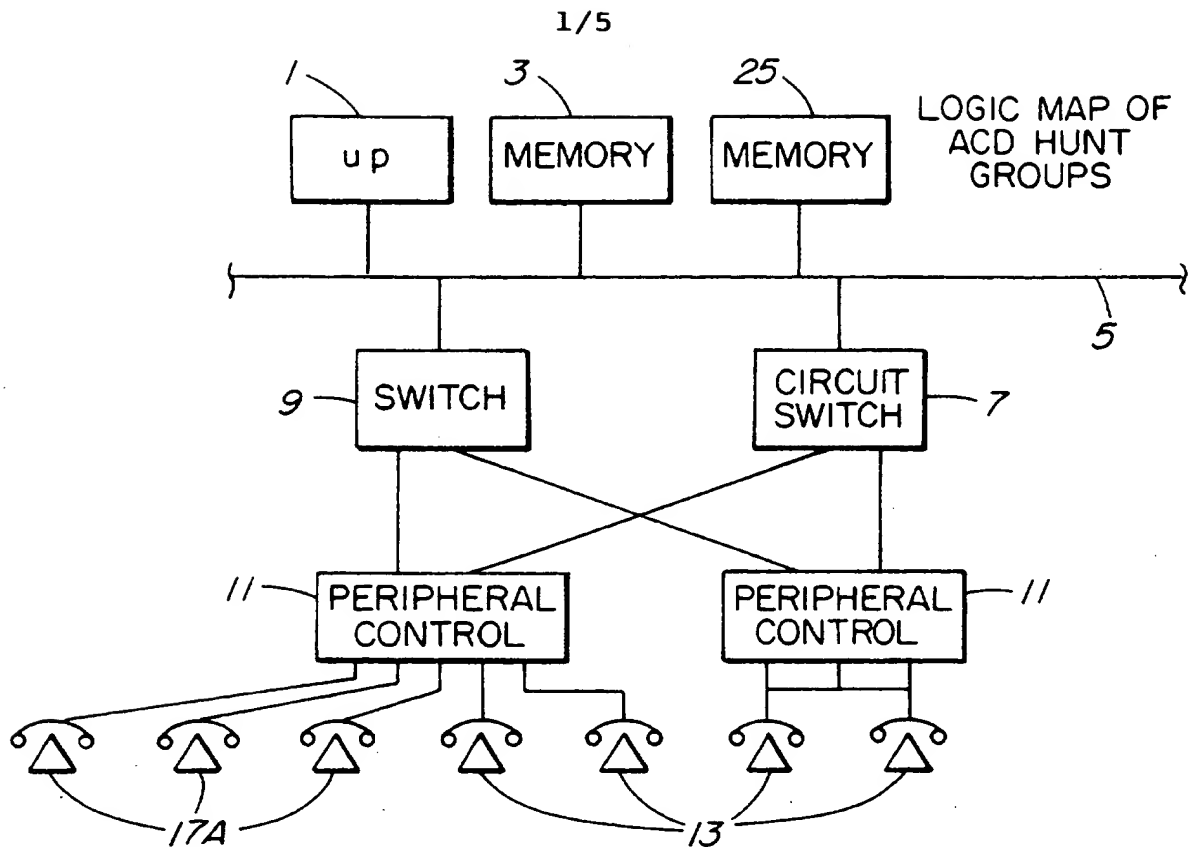 1/5
1
3
25
up
MEMORY
MEMORY
LOGIC MAP OF
ACD HUNT
GROUPS
5
9
SWITCH
CIRCUIT
SWITCH
7
11
PERIPHERAL
CONTROL
PERIPHERAL
CONTROL
11
17A
13